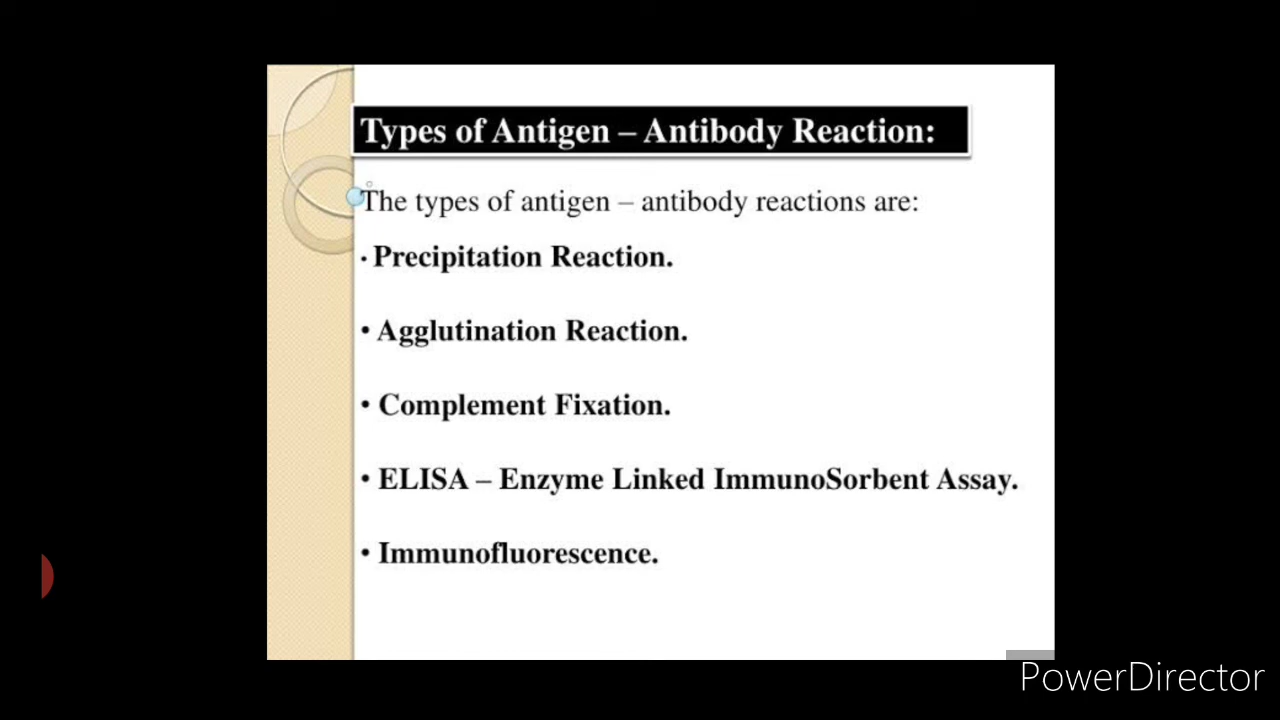 Types of Antigen – Antibody Reaction:
The types of antigen – antibody reactions are:
• Precipitation Reaction.
• Agglutination Reaction.
• Complement Fixation.
• ELISA – Enzyme Linked ImmunoSorbent Assay.
• Immunofluorescence.
PowerDirector